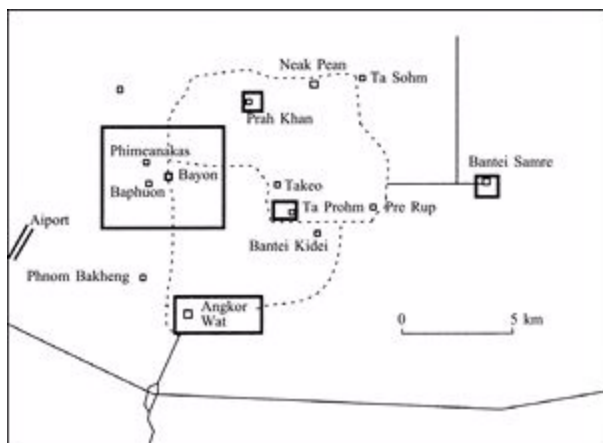 Neak Pean
Ta Sohm
Prah Khan
Phimeanakas
Bayon
Baphuon
Takeo
Ta Prohm
Pre Rup
Bantei Samre
Bantei Kidei
Aiport
Phnom Bakheng
Angkor
Wat
0 5 km